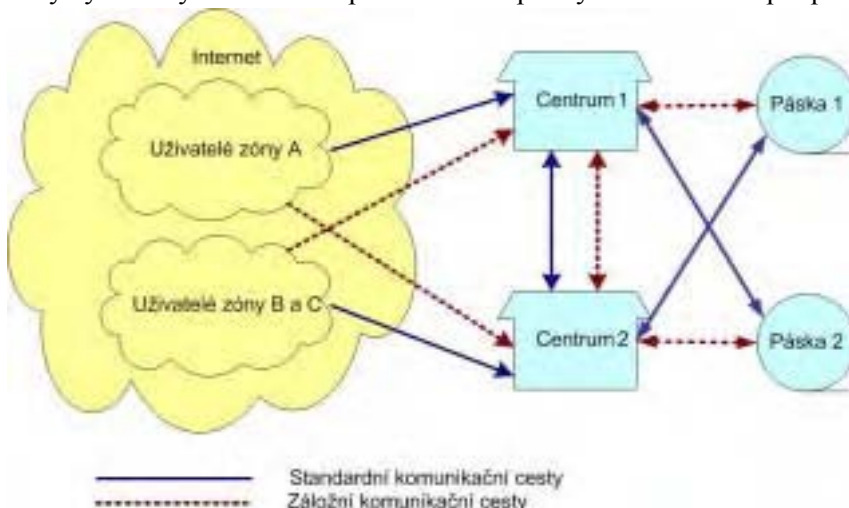 Internet
Uživatelé zóny A
Uživatelé zóny B a C
Centrum 1
Centrum 2
Páska 1
Páska 2
Standardní komunikační cesty
Záložní komunikační cesty